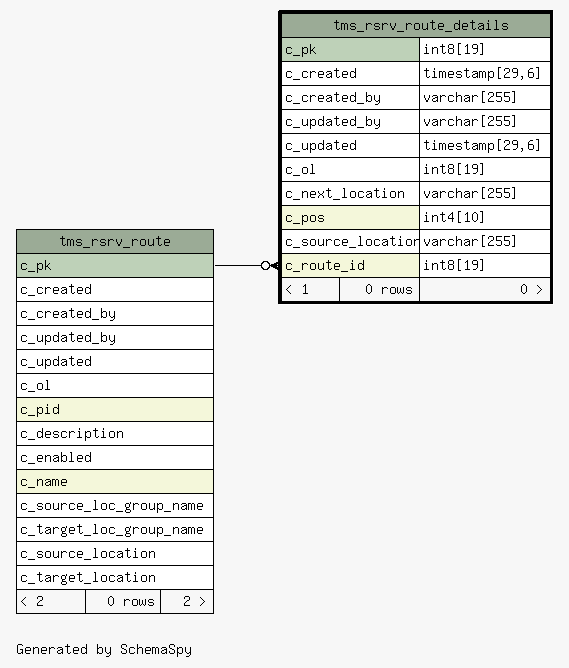 tms_rsrv_route_details
c_pk int8[19]
c_created timestamp[29,6]
c_created_by varchar[255]
c_updated_by varchar[255]
c_updated timestamp[29,6]
c_ol int8[19]
c_next_location varchar[255]
c_pos int4[10]
c_source_location varchar[255]
c_route_id int8[19]
< 1 0 rows 0 >
tms_rsrv_route
c_pk
c_created
c_created_by
c_updated_by
c_updated
c_ol
c_pid
c_description
c_enabled
c_name
c_source_loc_group_name
c_target_loc_group_name
c_source_location
c_target_location
< 2 0 rows 2 >
Generated by SchemaSpy